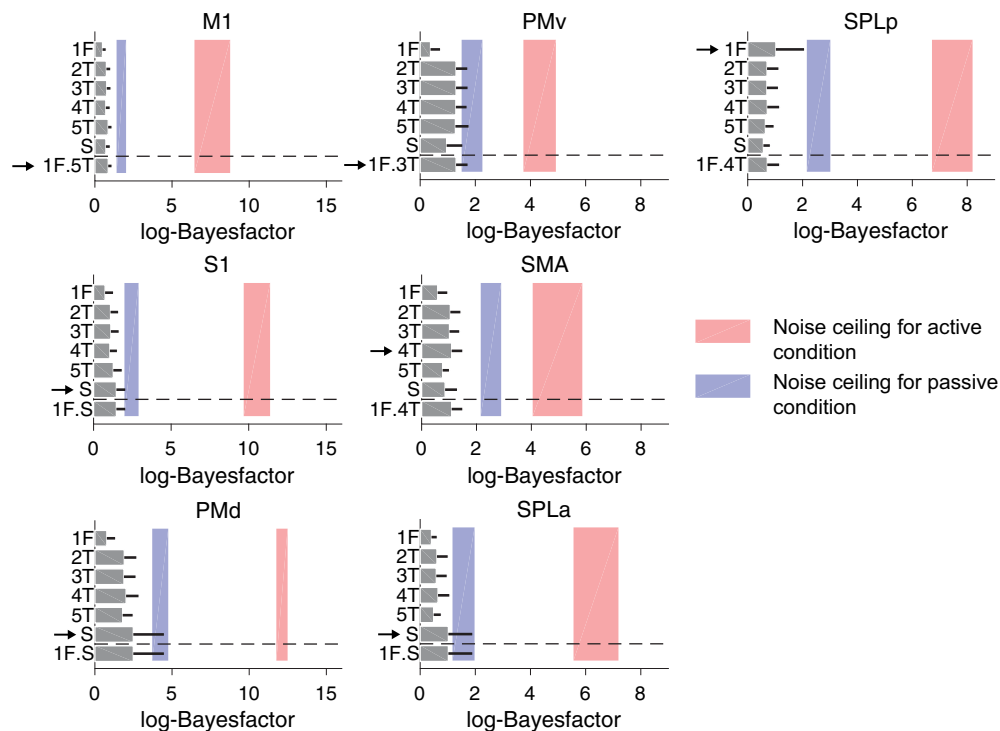 M1
1F
2T
3T
4T
5T
S
1F.5T
0 5 10 15
log-Bayesfactor
PMv
1F
2T
3T
4T
5T
S
1F.3T
0 2 4 6 8
log-Bayesfactor
SPLp
1F
2T
3T
4T
5T
S
1F.4T
0 2 4 6 8
log-Bayesfactor
S1
1F
2T
3T
4T
5T
S
1F.S
0 5 10 15
log-Bayesfactor
SMA
1F
2T
3T
4T
5T
S
1F.4T
0 2 4 6 8
log-Bayesfactor
Noise ceiling for active
condition
Noise ceiling for passive
condition
PMd
1F
2T
3T
4T
5T
S
1F.S
0 5 10 15
log-Bayesfactor
SPLa
1F
2T
3T
4T
5T
S
1F.S
0 2 4 6 8
log-Bayesfactor